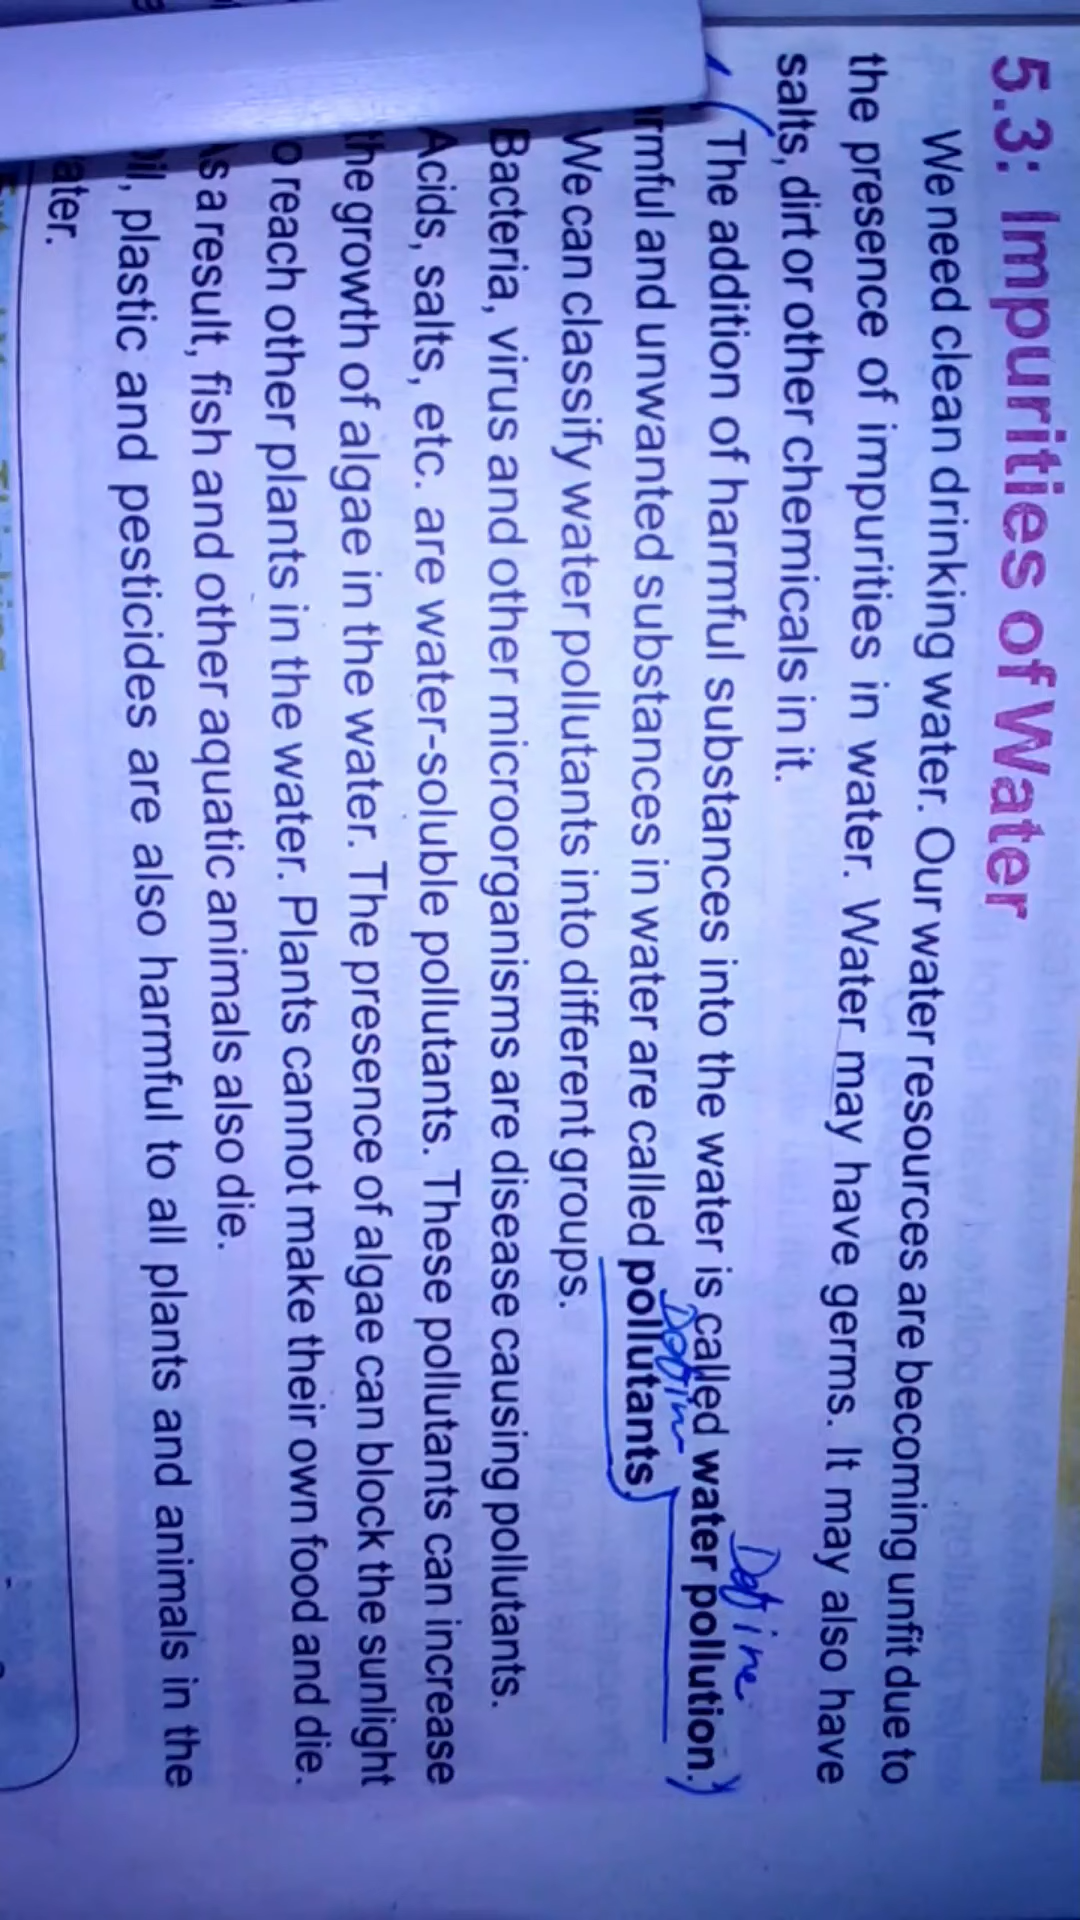 5.3: Impurities of Water
We need clean drinking water. Our water resources are becoming unfit due to
the presence of impurities in water. Water may have germs. It may also have
salts, dirt or other chemicals in it.
Define
(The addition of harmful substances into the water is called water pollution.)
Defin
rmful and unwanted substances in water are called pollutants
We can classify water pollutants into different groups.
Bacteria, virus and other microorganisms are disease causing pollutants.
Acids, salts, etc. are water-soluble pollutants. These pollutants can increase
the growth of algae in the water. The presence of algae can block the sunlight
o reach other plants in the water. Plants cannot make their own food and die.
s a result, fish and other aquatic animals also die.
il, plastic and pesticides are also harmful to all plants and animals in the
ater.